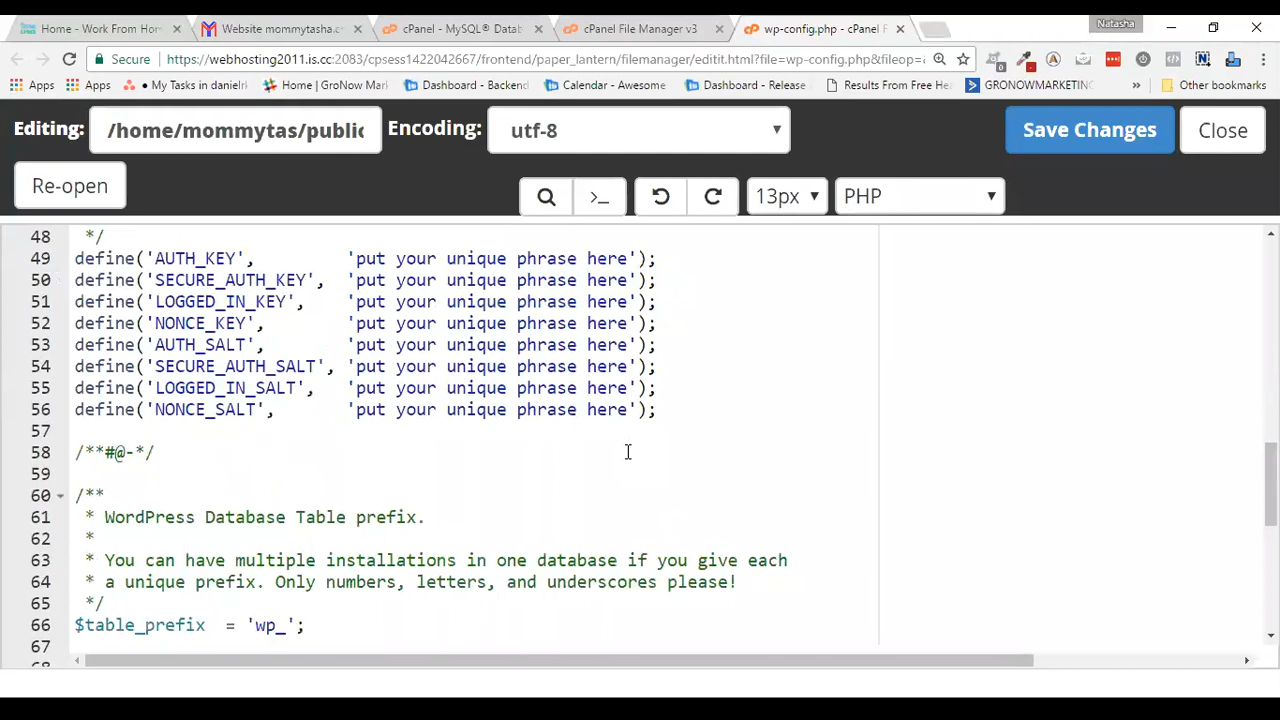 Home - Work From Hom
Website mommytasha.c
cPanel - MySQL® Datab
cPanel File Manager v3
wp-config.php - cPanel F
Natasha
Secure
https://webhosting2011.is.cc:2083/cpsess1422042667/frontend/paper_lantern/filemanager/editit.html?file=wp-config.php&fileop=
Apps
Apps
My Tasks in danielr
Home | GroNow Mark
Dashboard - Backend
Calendar - Awesome
Dashboard - Release
Results From Free He
GRONOWMARKETING
»
Other bookmarks
Editing:
/home/mommytas/public
Encoding:
utf-8
Save Changes
Close
Re-open
>_
13px
PHP
48 */
49 define('AUTH_KEY', 'put your unique phrase here');
50 define('SECURE_AUTH_KEY', 'put your unique phrase here');
51 define('LOGGED_IN_KEY', 'put your unique phrase here');
52 define('NONCE_KEY', 'put your unique phrase here');
53 define('AUTH_SALT', 'put your unique phrase here');
54 define('SECURE_AUTH_SALT', 'put your unique phrase here');
55 define('LOGGED_IN_SALT', 'put your unique phrase here');
56 define('NONCE_SALT', 'put your unique phrase here');
57
58 /**#@-*/
59
60 /**
61 * WordPress Database Table prefix.
62 *
63 * You can have multiple installations in one database if you give each
64 * a unique prefix. Only numbers, letters, and underscores please!
65 */
66 $table_prefix = 'wp_';
67